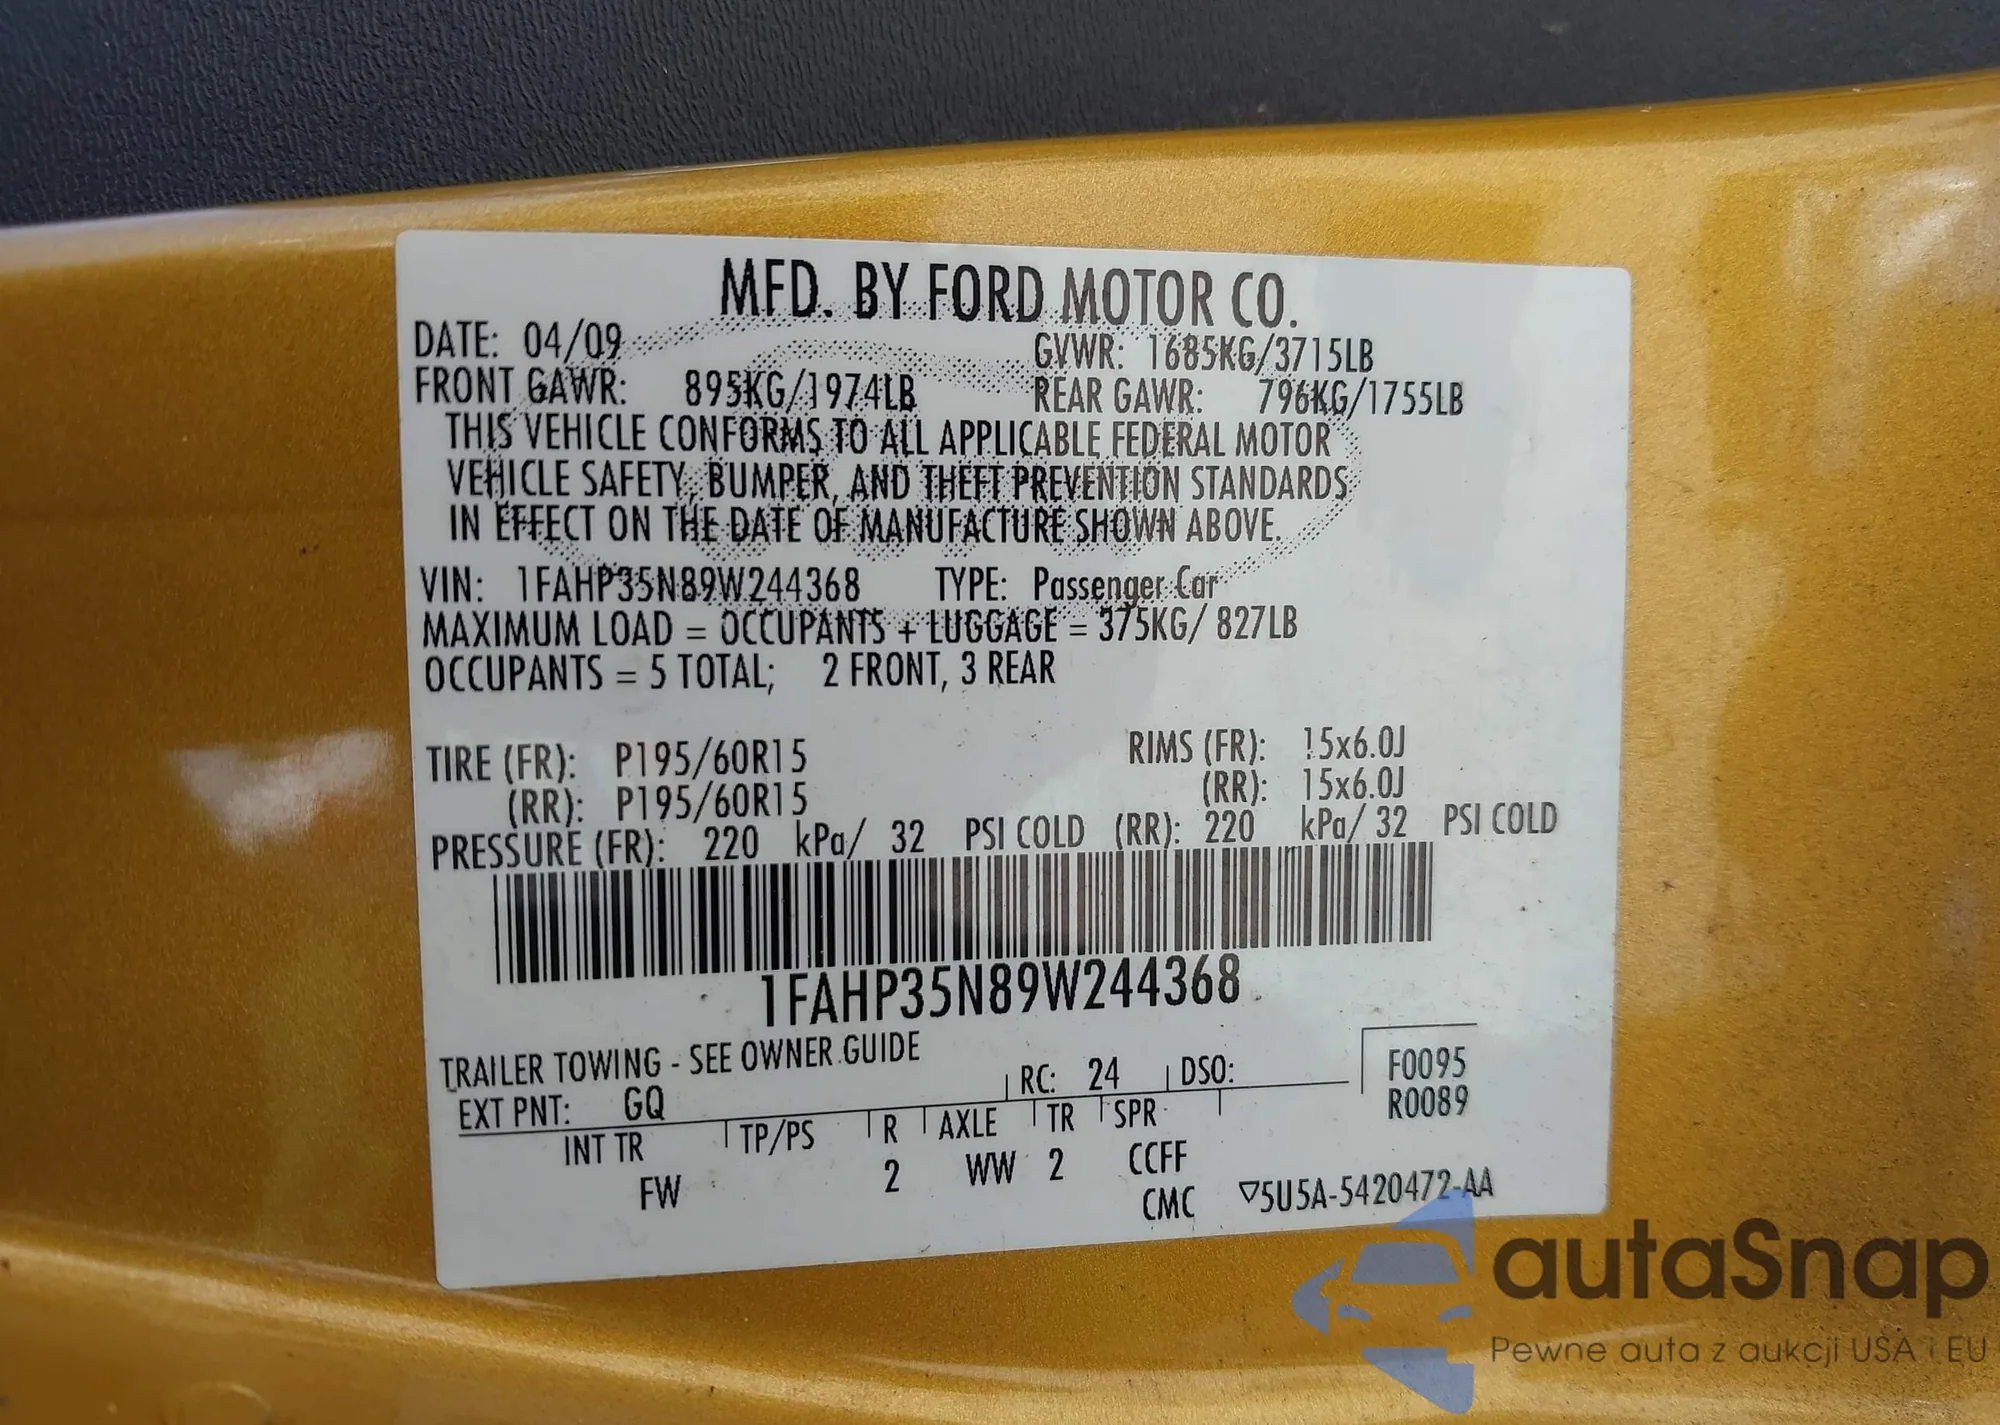 MFD. BY FORD MOTOR CO.
DATE: 04/09 GVWR: 1685KG/3715LB
FRONT GAWR: 895KG/1974LB REAR GAWR: 796KG/1755LB
THIS VEHICLE CONFORMS TO ALL APPLICABLE FEDERAL MOTOR
VEHICLE SAFETY, BUMPER, AND THEFT PREVENTION STANDARDS
IN EFFECT ON THE DATE OF MANUFACTURE SHOWN ABOVE.
VIN: 1FAHP35N89W244368 TYPE: Passenger Car
MAXIMUM LOAD = OCCUPANTS + LUGGAGE = 375KG/ 827LB
OCCUPANTS = 5 TOTAL; 2 FRONT, 3 REAR
TIRE (FR): P195/60R15 RIMS (FR): 15x6.0J
(RR): P195/60R15 (RR): 15x6.0J
PRESSURE (FR): 220 kPa/ 32 PSI COLD (RR): 220 kPa/ 32 PSI COLD
1FAHP35N89W244368
TRAILER TOWING - SEE OWNER GUIDE
EXT PNT: GQ RC: 24 DSO: F0095
R0089
INT TR TP/PS R AXLE TR SPR
FW 2 WW 2 CCFF
CMC ▽5U5A-5420472-AA
autaSnap
Pewne auta z aukcji USA i EU